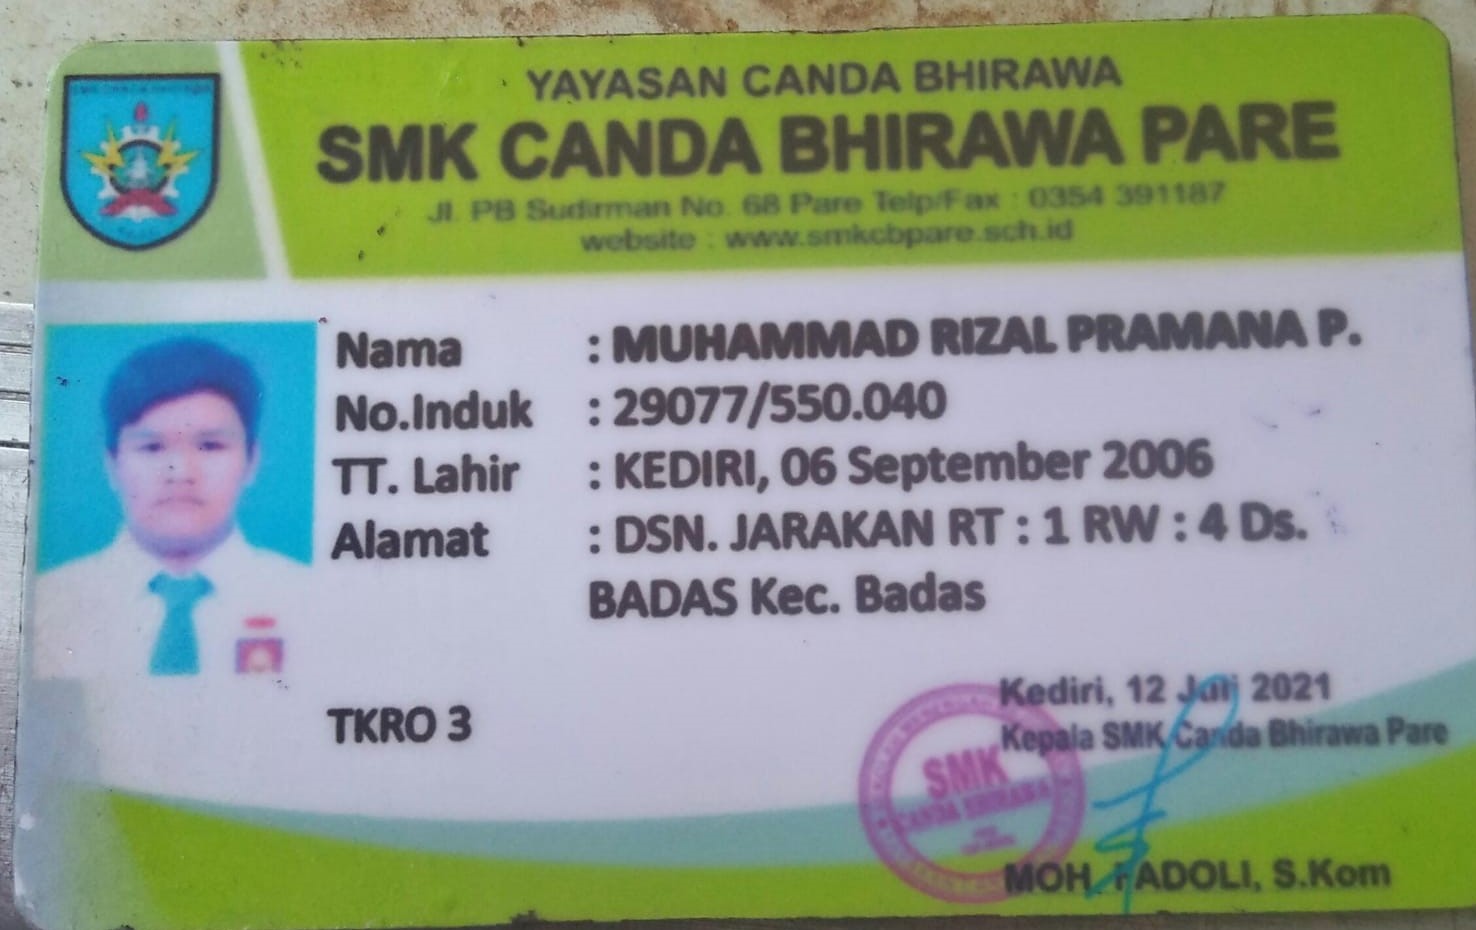 YAYASAN CANDA BHIRAWA
SMK CANDA BHIRAWA PARE
Jl. PB Sudirman No. 68 Pare Telp/Fax : 0354 391187
website : www.smkcbpare.sch.id
Nama : MUHAMMAD RIZAL PRAMANA P.
No.Induk : 29077/550.040
TT. Lahir : KEDIRI, 06 September 2006
Alamat : DSN. JARAKAN RT : 1 RW : 4 Ds.
BADAS Kec. Badas
TKRO 3
Kediri, 12 Juli 2021
Kepala SMK Canda Bhirawa Pare
SMK
CANDA BHIRAWA
MOH. FADOLI, S.Kom